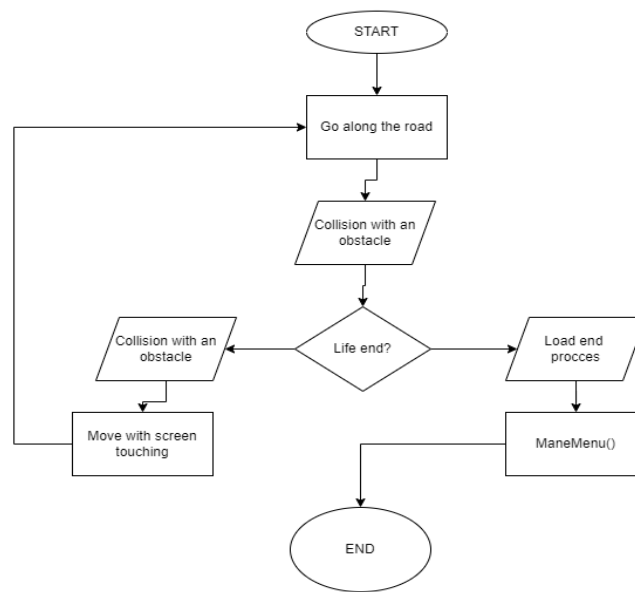 START
Go along the road
Collision with an
obstacle
Life end?
Collision with an
obstacle
Load end
procces
Move with screen
touching
ManeMenu()
END